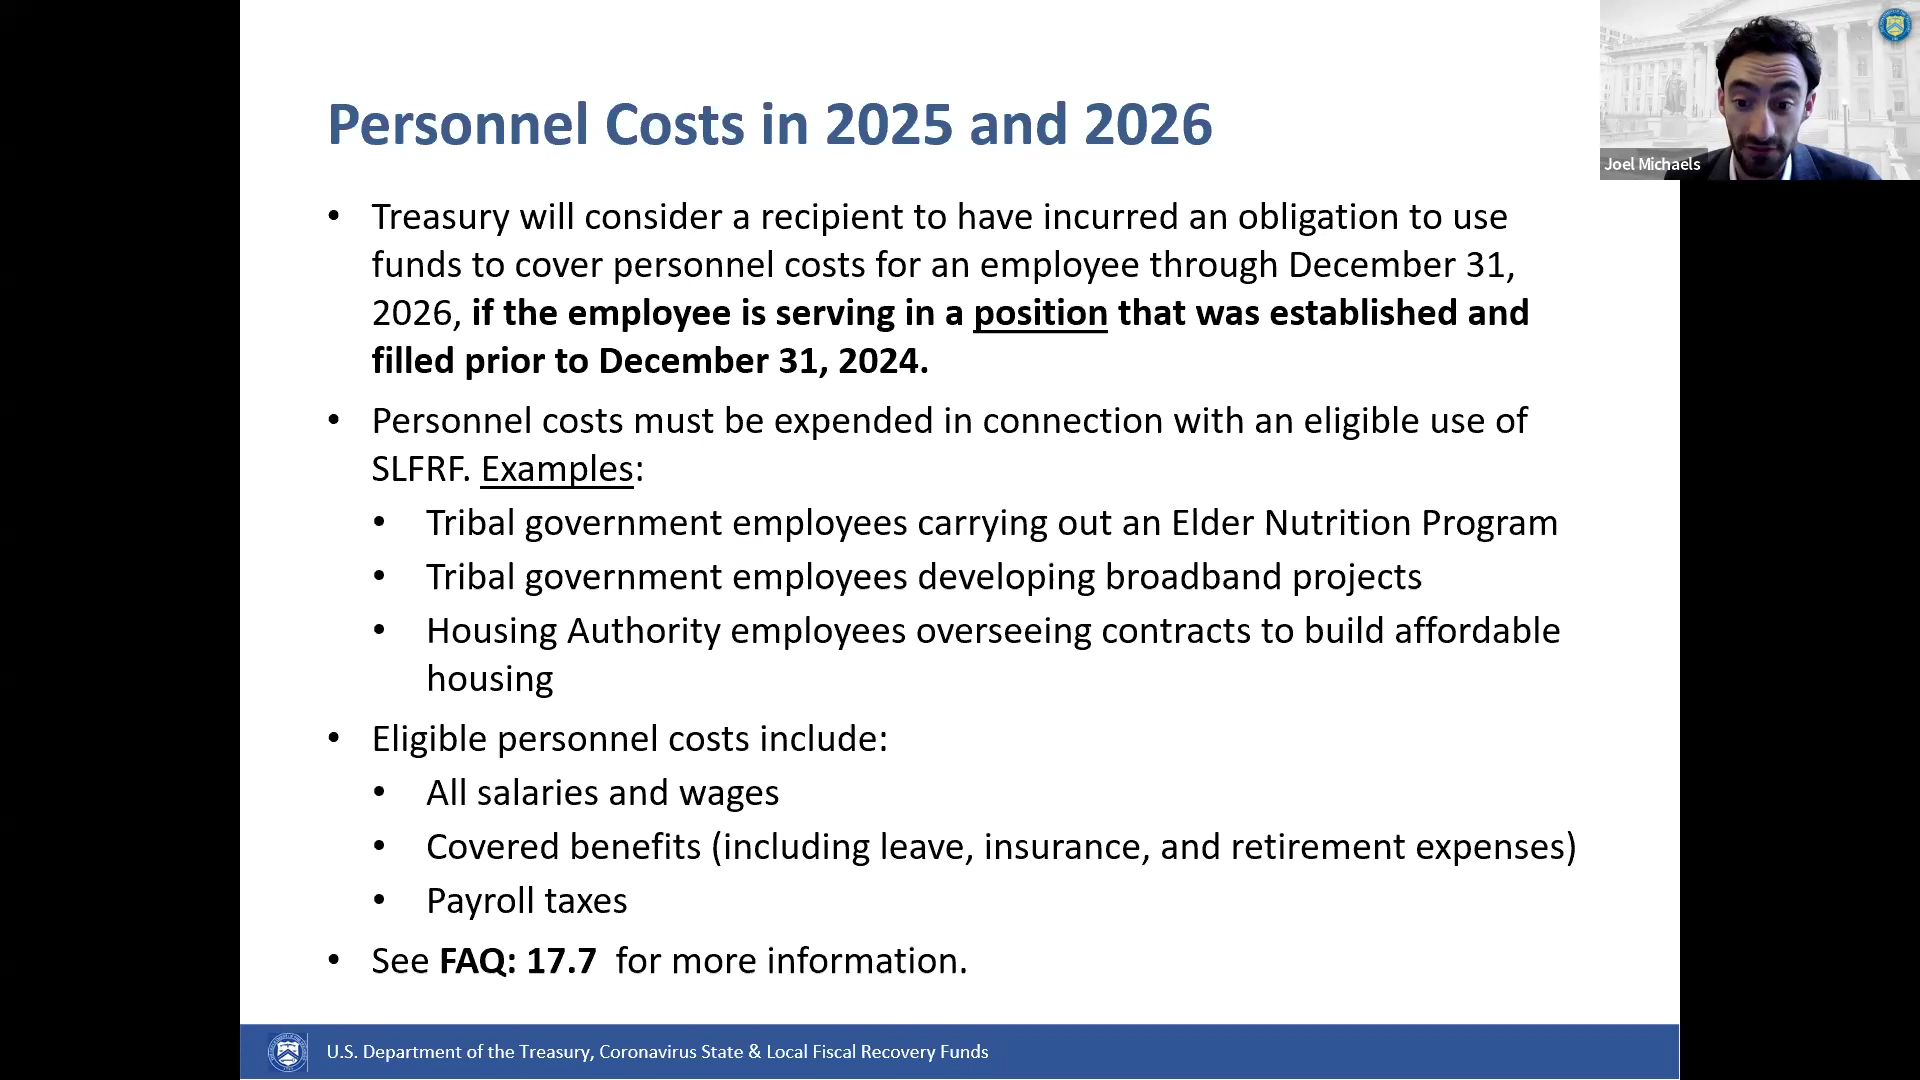 Personnel Costs in 2025 and 2026
• Treasury will consider a recipient to have incurred an obligation to use
funds to cover personnel costs for an employee through December 31,
2026, if the employee is serving in a position that was established and
filled prior to December 31, 2024.
• Personnel costs must be expended in connection with an eligible use of
SLFRF. Examples:
• Tribal government employees carrying out an Elder Nutrition Program
• Tribal government employees developing broadband projects
• Housing Authority employees overseeing contracts to build affordable
housing
• Eligible personnel costs include:
• All salaries and wages
• Covered benefits (including leave, insurance, and retirement expenses)
• Payroll taxes
• See FAQ: 17.7 for more information.
U.S. Department of the Treasury, Coronavirus State & Local Fiscal Recovery Funds
Joel Michaels